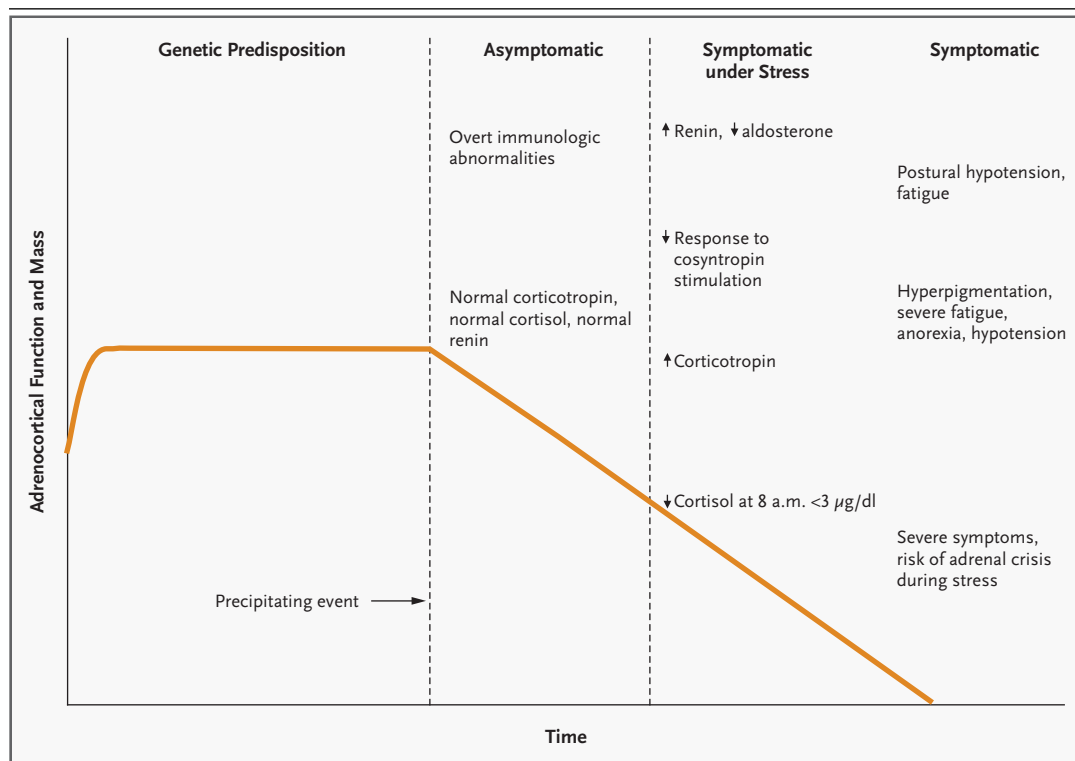 Genetic Predisposition
Asymptomatic
Symptomatic
under Stress
Symptomatic
Overt immunologic
abnormalities
Normal corticotropin,
normal cortisol, normal
renin
↑ Renin, ↓ aldosterone
↓ Response to
cosyntropin
stimulation
↑ Corticotropin
↓ Cortisol at 8 a.m. <3 µg/dl
Postural hypotension,
fatigue
Hyperpigmentation,
severe fatigue,
anorexia, hypotension
Severe symptoms,
risk of adrenal crisis
during stress
Precipitating event
Adrenocortical Function and Mass
Time